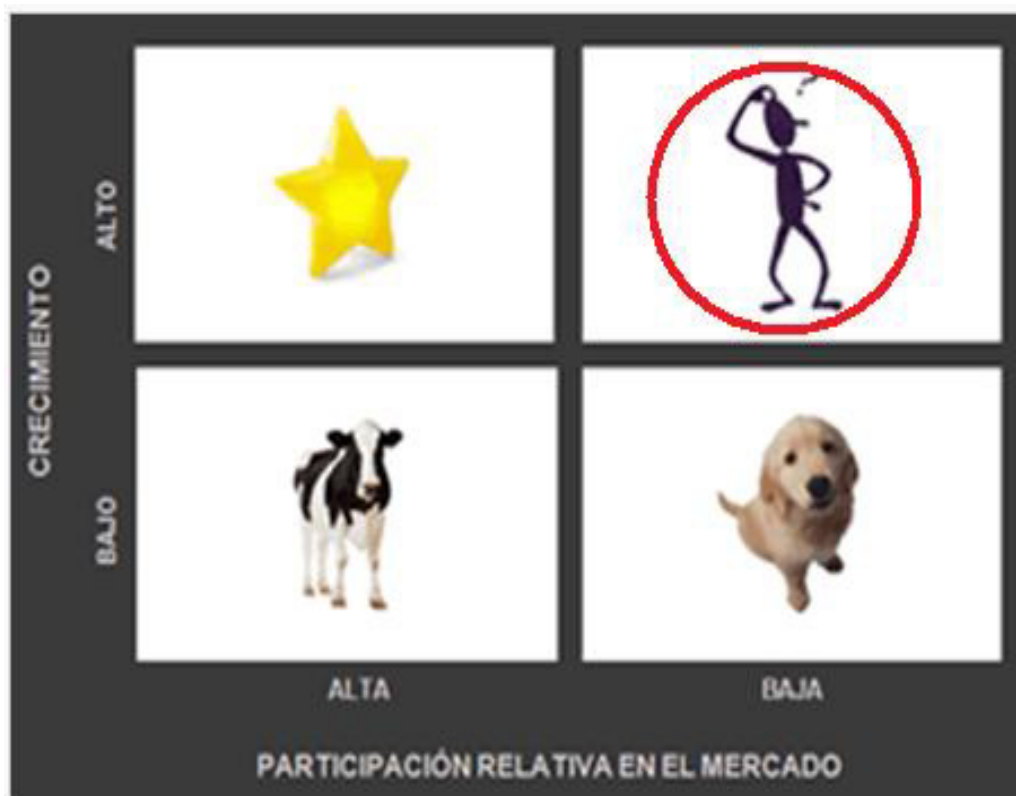 ALTO
?
CRECIMIENTO
BAJO
ALTA
BAJA
PARTICIPACIÓN RELATIVA EN EL MERCADO